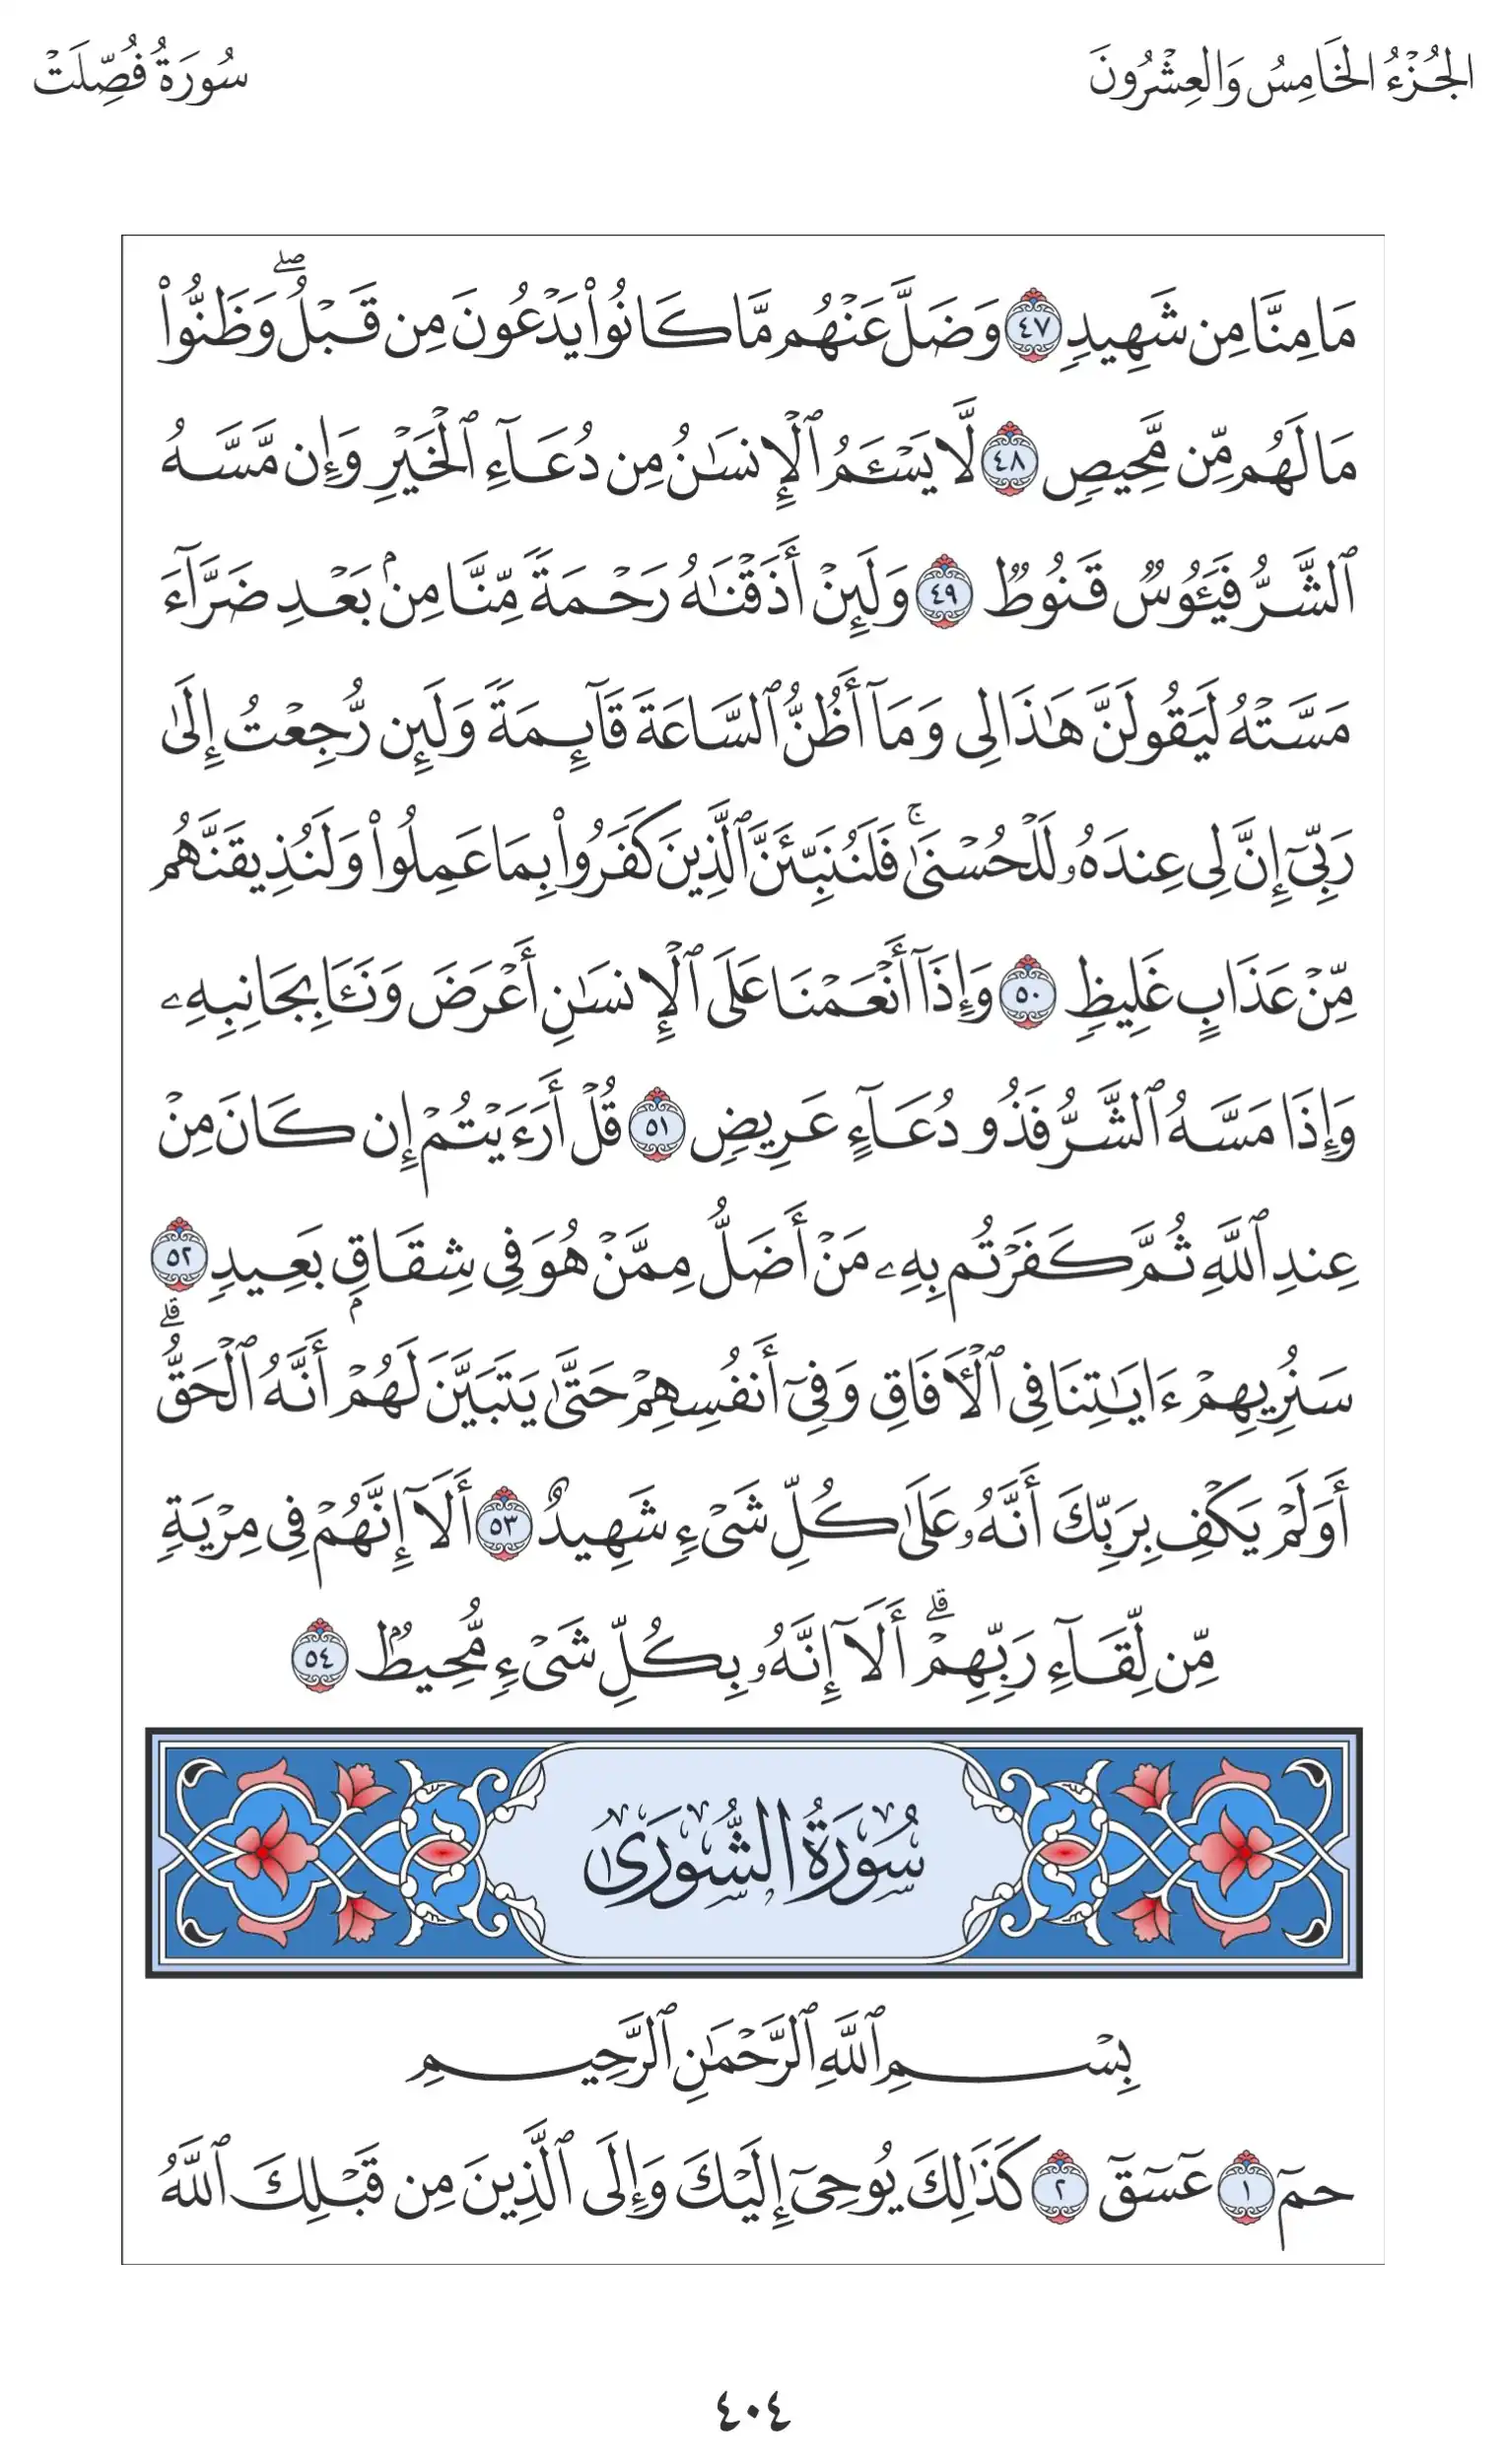 الجُزْءُ الخَامِسُ وَالعِشْرُونَ
سُورَةُ فُصِّلَتْ
مَا مِنَّا مِن شَهِيدٍ ٤٧ وَضَلَّ عَنْهُم مَّا كَانُوا۟ يَدْعُونَ مِن قَبْلُ ۖ وَظَنُّوا۟
مَا لَهُم مِّن مَّحِيصٍ ٤٨ لَّا يَسْـَٔمُ ٱلْإِنسَـٰنُ مِن دُعَآءِ ٱلْخَيْرِ وَإِن مَّسَّهُ
ٱلشَّرُّ فَيَـُٔوسٌ قَنُوطٌ ٤٩ وَلَئِنْ أَذَقْنَـٰهُ رَحْمَةً مِّنَّا مِنۢ بَعْدِ ضَرَّآءَ
مَسَّتْهُ لَيَقُولَنَّ هَـٰذَا لِى وَمَآ أَظُنُّ ٱلسَّاعَةَ قَآئِمَةً وَلَئِن رُّجِعْتُ إِلَىٰ
رَبِّىٓ إِنَّ لِى عِندَهُۥ لَلْحُسْنَىٰ ۚ فَلَنُنَبِّئَنَّ ٱلَّذِينَ كَفَرُوا۟ بِمَا عَمِلُوا۟ وَلَنُذِيقَنَّهُم
مِّنْ عَذَابٍ غَلِيظٍ ٥٠ وَإِذَآ أَنْعَمْنَا عَلَى ٱلْإِنسَـٰنِ أَعْرَضَ وَنَـَٔا بِجَانِبِهِۦ
وَإِذَا مَسَّهُ ٱلشَّرُّ فَذُو دُعَآءٍ عَرِيضٍ ٥١ قُلْ أَرَءَيْتُمْ إِن كَانَ مِنْ
عِندِ ٱللَّهِ ثُمَّ كَفَرْتُم بِهِۦ مَنْ أَضَلُّ مِمَّنْ هُوَ فِى شِقَاقٍۭ بَعِيدٍ ٥٢
سَنُرِيهِمْ ءَايَـٰتِنَا فِى ٱلْـَٔافَاقِ وَفِىٓ أَنفُسِهِمْ حَتَّىٰ يَتَبَيَّنَ لَهُمْ أَنَّهُ ٱلْحَقُّ ۗ
أَوَلَمْ يَكْفِ بِرَبِّكَ أَنَّهُۥ عَلَىٰ كُلِّ شَىْءٍ شَهِيدٌ ٥٣ أَلَآ إِنَّهُمْ فِى مِرْيَةٍ
مِّن لِّقَآءِ رَبِّهِمْ ۗ أَلَآ إِنَّهُۥ بِكُلِّ شَىْءٍ مُّحِيطٌۢ ٥٤
سُورَةُ الشُّورَىٰ
بِسْمِ ٱللَّهِ ٱلرَّحْمَـٰنِ ٱلرَّحِيمِ
حمٓ ١ عٓسٓقٓ ٢ كَذَٰلِكَ يُوحِىٓ إِلَيْكَ وَإِلَى ٱلَّذِينَ مِن قَبْلِكَ ٱللَّهُ
٤٠٤